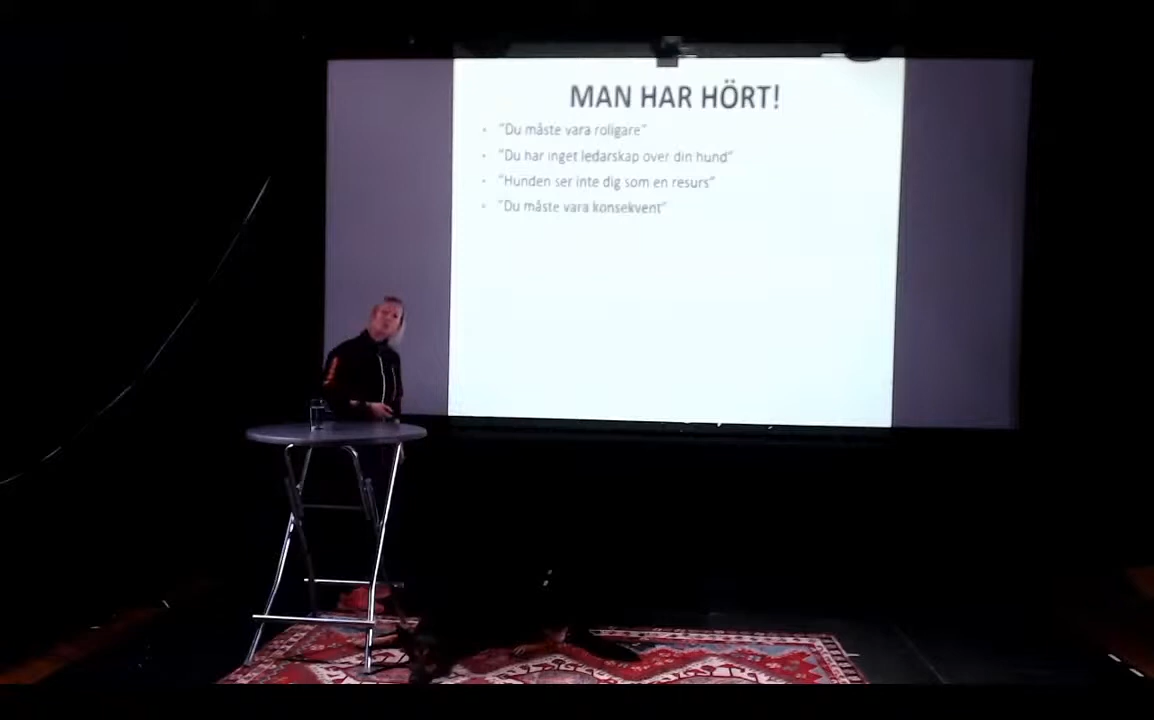 MAN HAR HÖRT!
• "Du måste vara roligare"
• "Du har inget ledarskap over din hund"
• "Hunden ser inte dig som en resurs"
• "Du måste vara konsekvent"